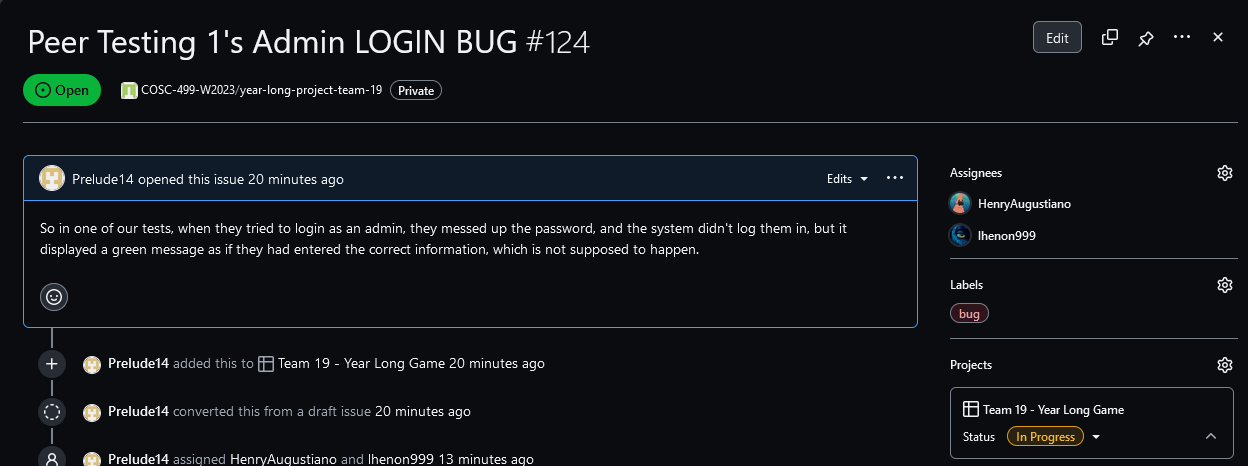 Peer Testing 1's Admin LOGIN BUG #124
Edit
Open
COSC-499-W2023/year-long-project-team-19
Private
Prelude14 opened this issue 20 minutes ago
Edits
So in one of our tests, when they tried to login as an admin, they messed up the password, and the system didn't log them in, but it
displayed a green message as if they had entered the correct information, which is not supposed to happen.
Prelude14 added this to Team 19 - Year Long Game 20 minutes ago
Prelude14 converted this from a draft issue 20 minutes ago
Prelude14 assigned HenryAugustiano and lhenon999 13 minutes ago
Assignees
HenryAugustiano
lhenon999
Labels
bug
Projects
Team 19 - Year Long Game
Status In Progress